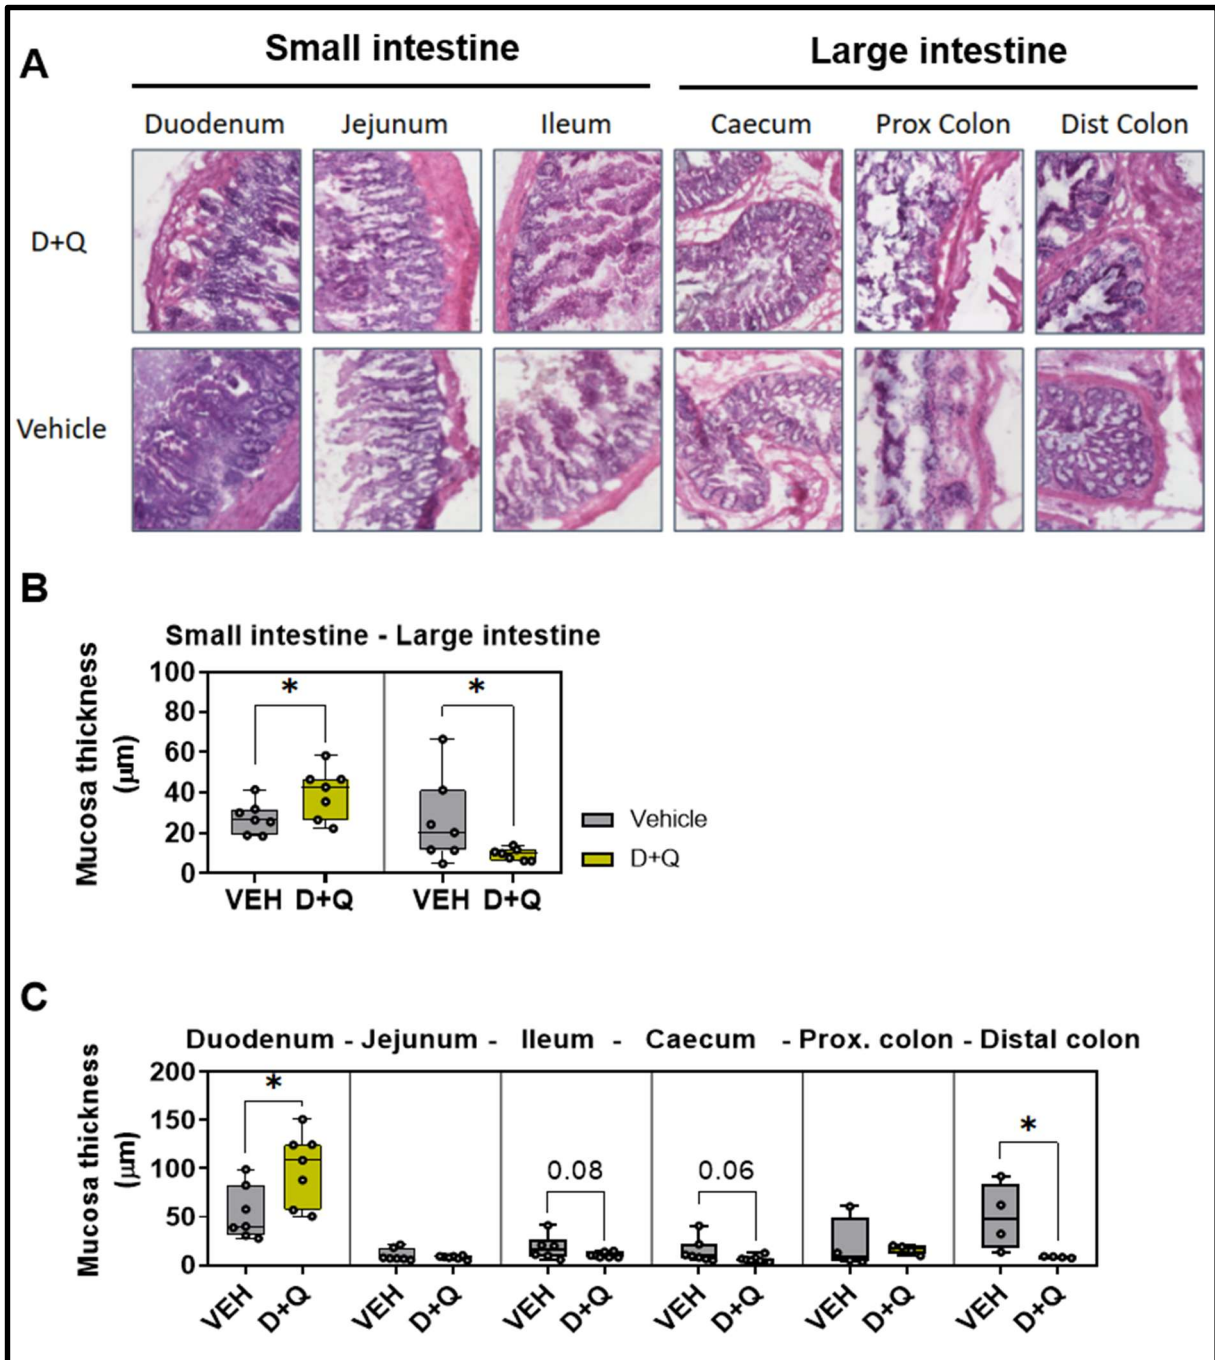 A
Small intestine
Large intestine
Duodenum
Jejunum
Ileum
Caecum
Prox Colon
Dist Colon
D+Q
Vehicle
B
Small intestine - Large intestine
Mucosa thickness
(μm)
100
80
60
40
20
0
*
*
VEH
D+Q
VEH
D+Q
Vehicle
D+Q
C
Duodenum - Jejunum - Ileum - Caecum - Prox. colon - Distal colon
Mucosa thickness
(μm)
200
150
100
50
0
*
0.08
0.06
*
VEH
D+Q
VEH
D+Q
VEH
D+Q
VEH
D+Q
VEH
D+Q
VEH
D+Q